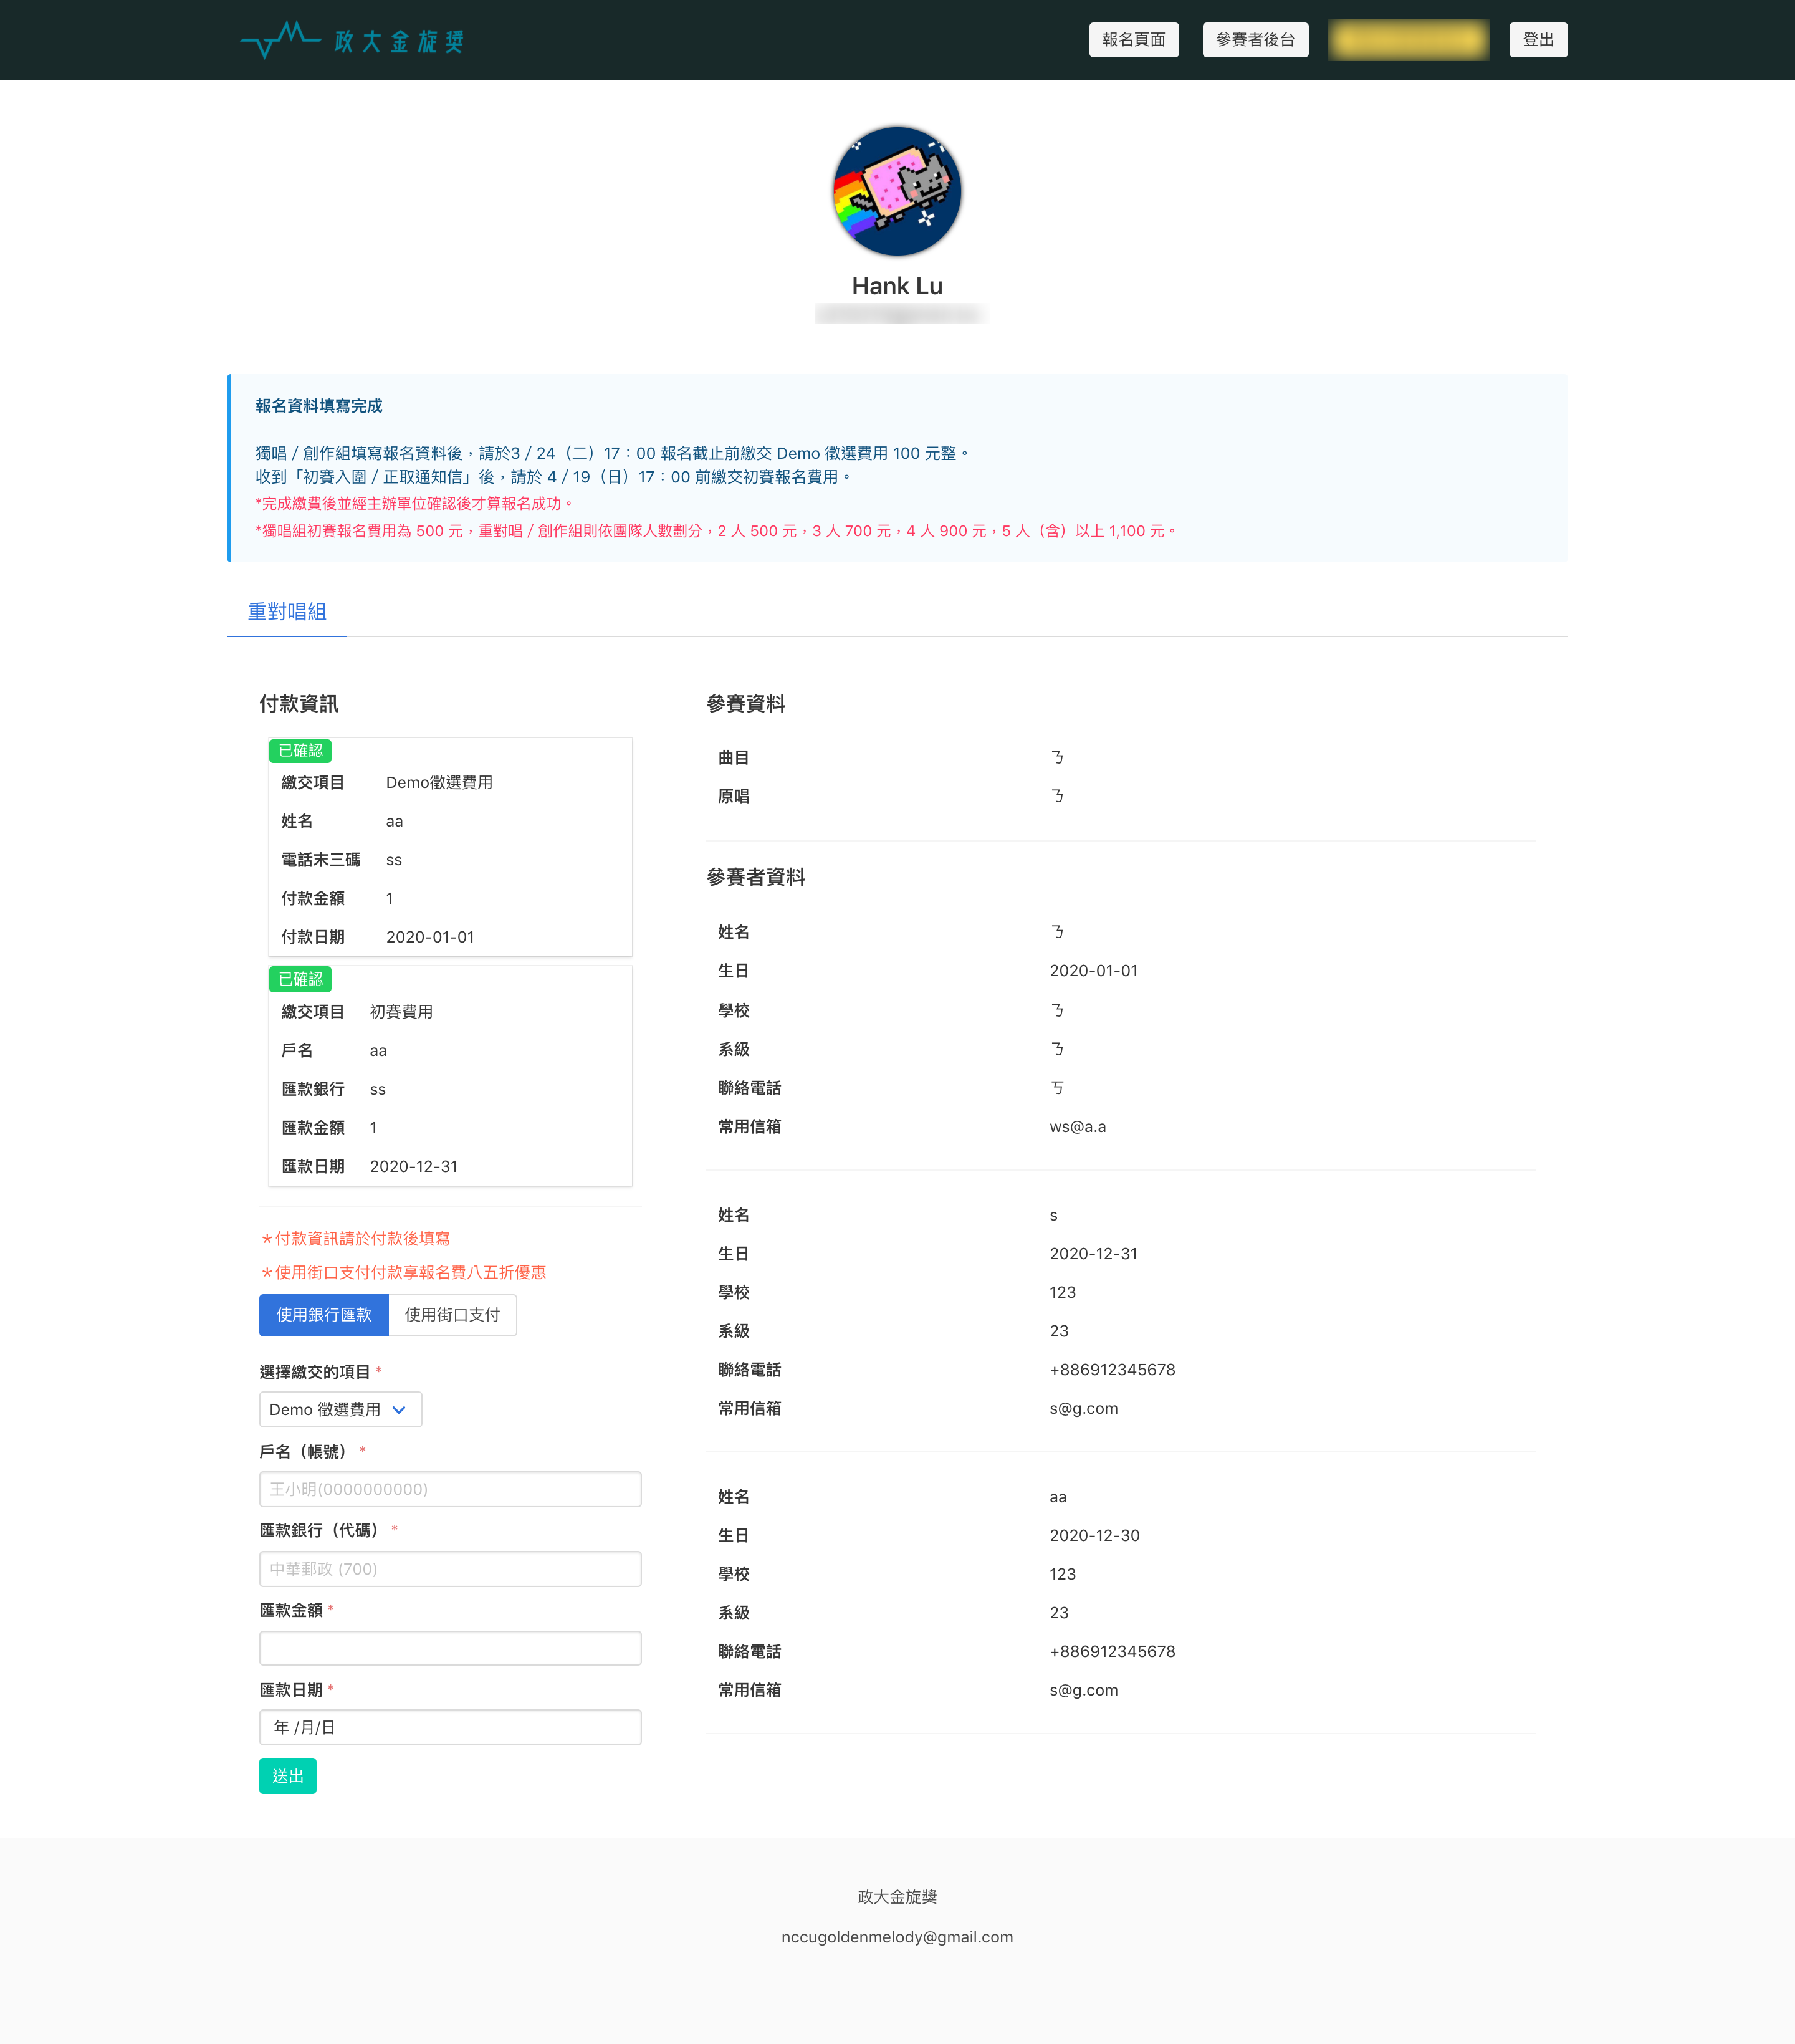 政大金旋獎
報名頁面
參賽者後台
登出
Hank Lu
報名資料填寫完成
獨唱 / 創作組填寫報名資料後，請於3 / 24（二）17：00 報名截止前繳交 Demo 徵選費用 100 元整。
收到「初賽入圍 / 正取通知信」後，請於 4 / 19（日）17：00 前繳交初賽報名費用。
*完成繳費後並經主辦單位確認後才算報名成功。
*獨唱組初賽報名費用為 500 元，重對唱 / 創作組則依團隊人數劃分，2 人 500 元，3 人 700 元，4 人 900 元，5 人（含）以上 1,100 元。
重對唱組
付款資訊
已確認
繳交項目 Demo徵選費用
姓名 aa
電話末三碼 ss
付款金額 1
付款日期 2020-01-01
已確認
繳交項目 初賽費用
戶名 aa
匯款銀行 ss
匯款金額 1
匯款日期 2020-12-31
＊付款資訊請於付款後填寫
＊使用街口支付付款享報名費八五折優惠
使用銀行匯款 使用街口支付
選擇繳交的項目 *
Demo 徵選費用
戶名（帳號） *
王小明(0000000000)
匯款銀行（代碼） *
中華郵政 (700)
匯款金額 *
匯款日期 *
年 /月/日
送出
參賽資料
曲目 ㄋ
原唱 ㄋ
參賽者資料
姓名 ㄋ
生日 2020-01-01
學校 ㄋ
系級 ㄋ
聯絡電話 ㄎ
常用信箱 ws@a.a
姓名 s
生日 2020-12-31
學校 123
系級 23
聯絡電話 +886912345678
常用信箱 s@g.com
姓名 aa
生日 2020-12-30
學校 123
系級 23
聯絡電話 +886912345678
常用信箱 s@g.com
政大金旋獎
nccugoldenmelody@gmail.com